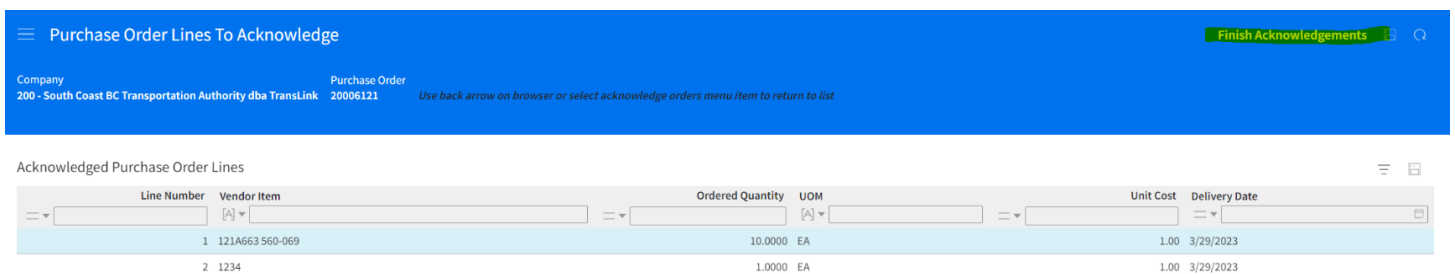 Purchase Order Lines To Acknowledge
Finish Acknowledgements
Company
Purchase Order
200 - South Coast BC Transportation Authority dba TransLink
20006121
Use back arrow on browser or select acknowledge orders menu item to return to list
Acknowledged Purchase Order Lines
Line Number Vendor Item Ordered Quantity UOM Unit Cost Delivery Date
[A] [A]
1 121A663 560-069 10.0000 EA 1.00 3/29/2023
2 1234 1.0000 EA 1.00 3/29/2023